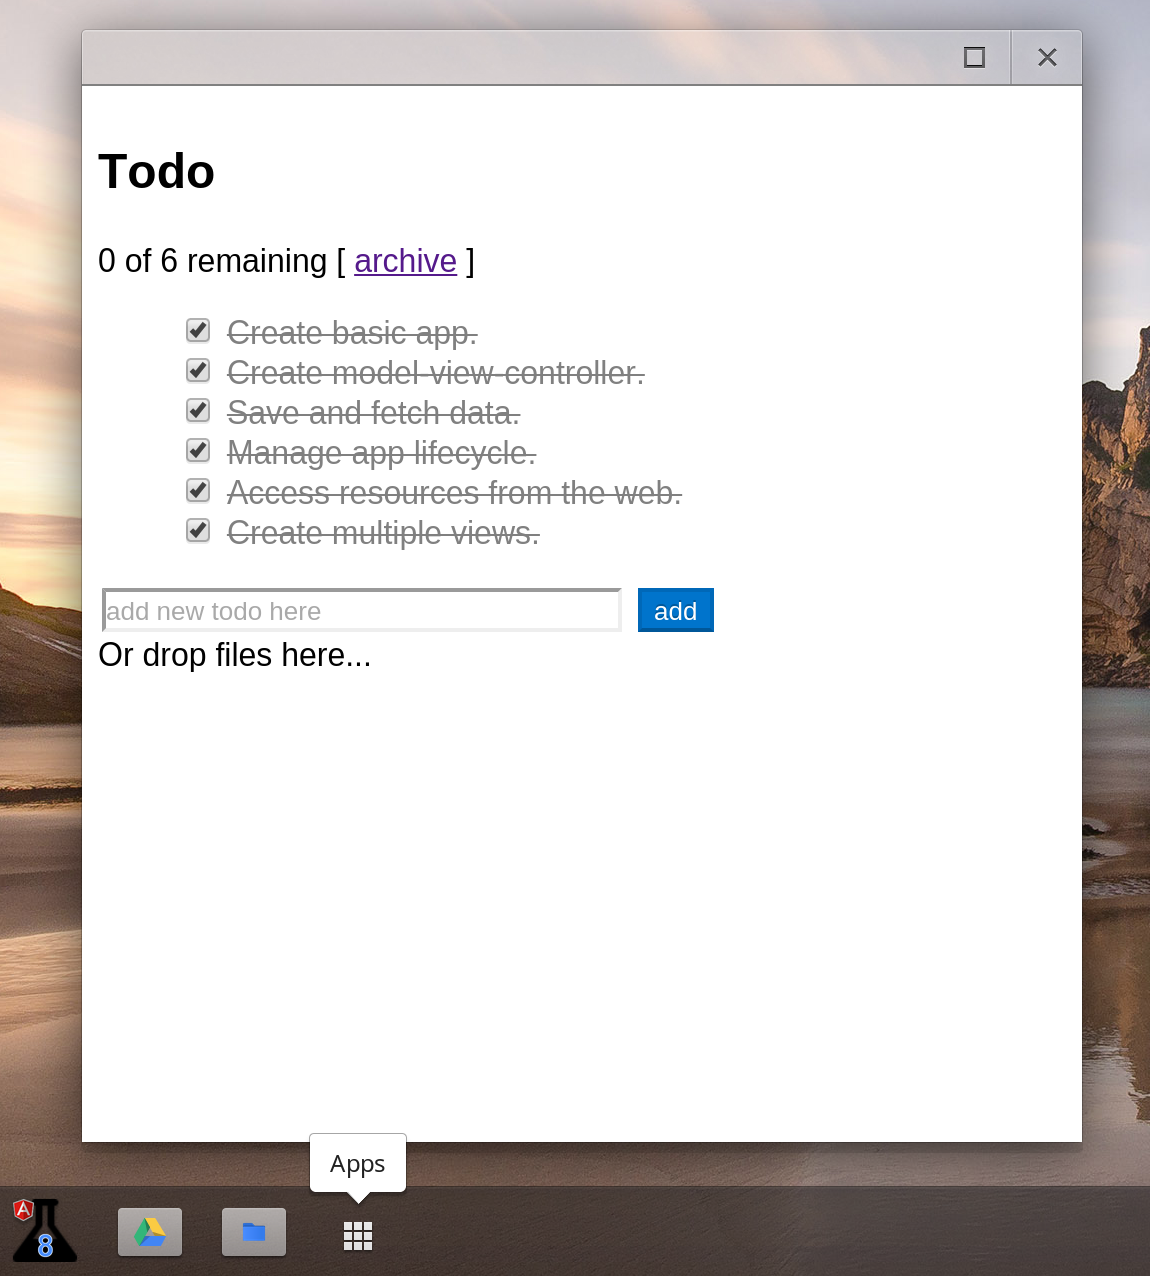 Todo
0 of 6 remaining [ archive ]
Create basic app.
Create model-view-controller.
Save and fetch data.
Manage app lifecycle.
Access resources from the web.
Create multiple views.
add new todo here
add
Or drop files here...
Apps
A
8